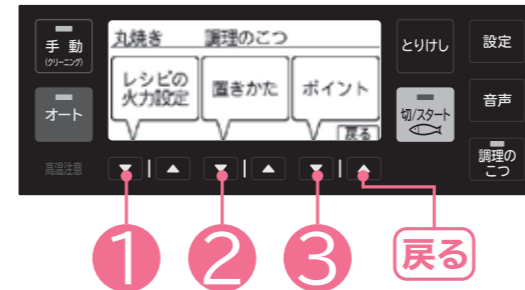 手 動
(クリーニング)
オート
高温注意
丸焼き 調理のこつ
レシピの
火力設定
置きかた
ポイント
戻る
とりけし
切/スタート
設定
音声
調理の
こつ
▼ | ▲ ▼ | ▲ ▼ | ▲
1 2 3
戻る